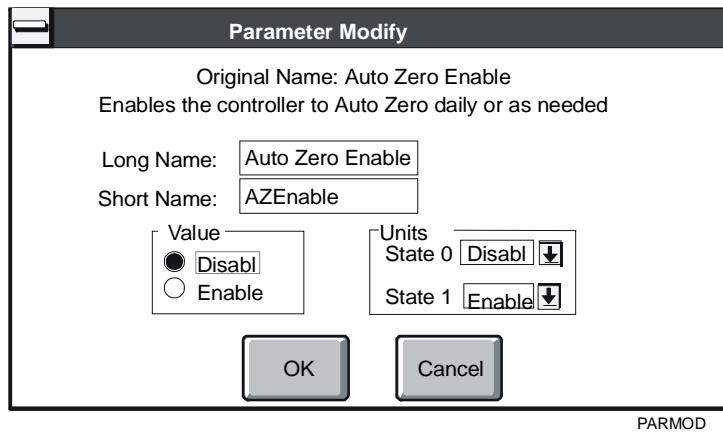 Parameter Modify
Original Name: Auto Zero Enable
Enables the controller to Auto Zero daily or as needed
Long Name: Auto Zero Enable
Short Name: AZEnable
Value
Disabl
Enable
Units
State 0 Disabl
State 1 Enable
OK Cancel
PARMOD